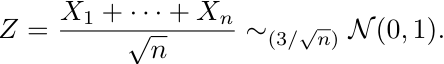 Z = \frac{X_1 + \cdots + X_n}{\sqrt{n}} \sim_{(3/\sqrt{n})} \mathcal{N}(0, 1).